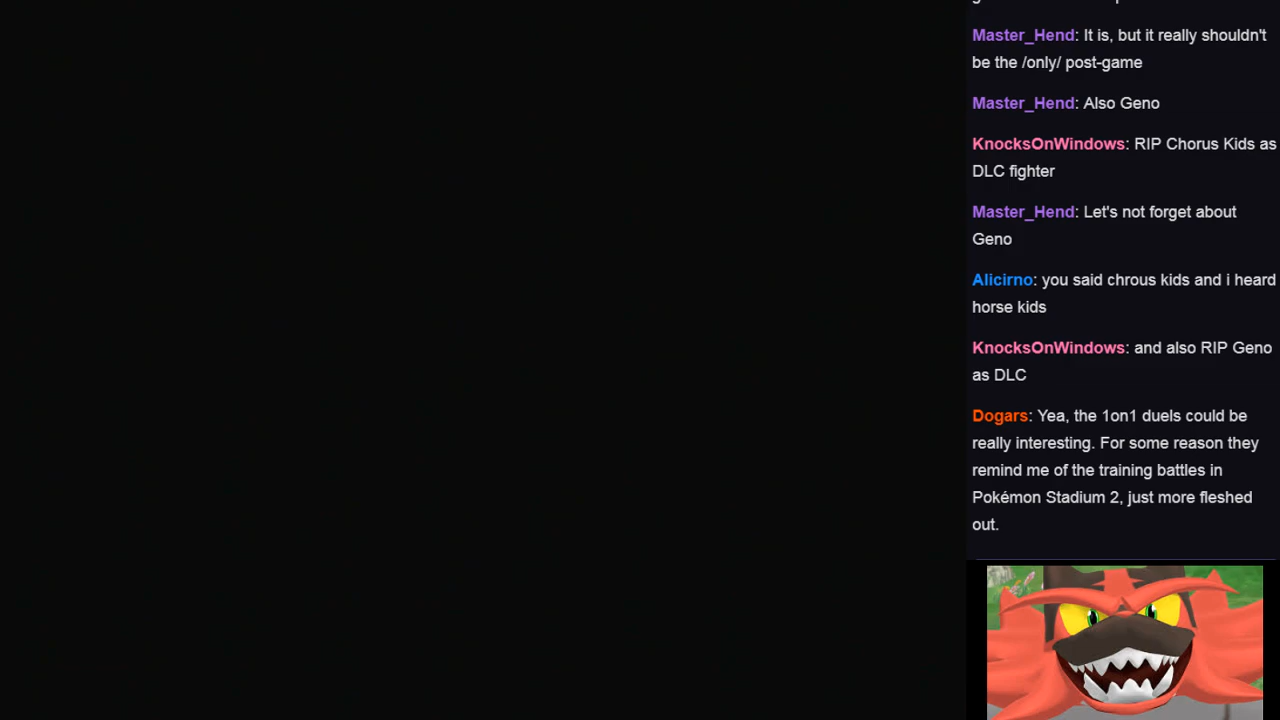 Master_Hend: It is, but it really shouldn't
be the /only/ post-game
Master_Hend: Also Geno
KnocksOnWindows: RIP Chorus Kids as
DLC fighter
Master_Hend: Let's not forget about
Geno
Alicirno: you said chrous kids and i heard
horse kids
KnocksOnWindows: and also RIP Geno
as DLC
Dogars: Yea, the 1on1 duels could be
really interesting. For some reason they
remind me of the training battles in
Pokémon Stadium 2, just more fleshed
out.